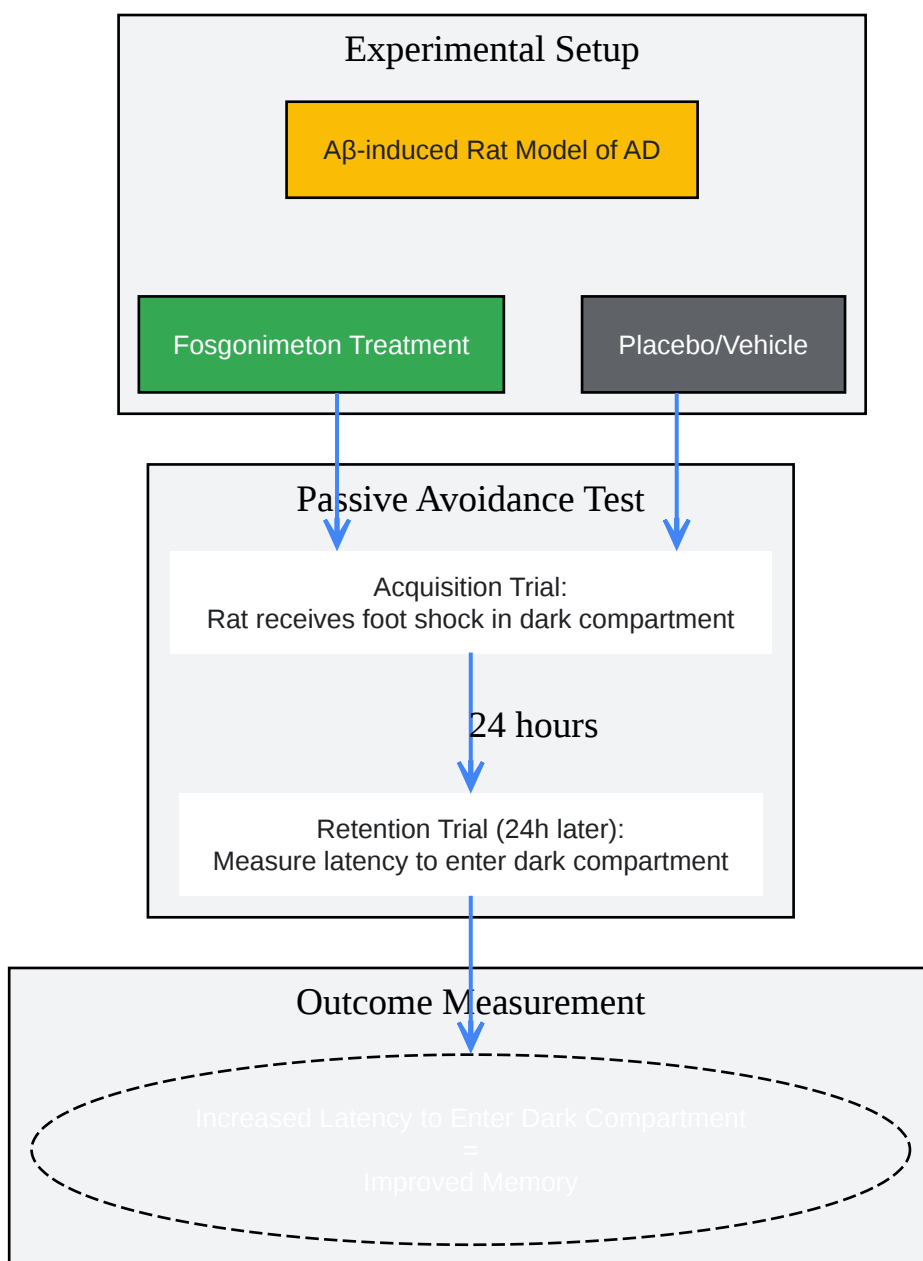 Experimental Setup
Aβ-induced Rat Model of AD
Fosgonimeton Treatment
Placebo/Vehicle
Passive Avoidance Test
Acquisition Trial:
Rat receives foot shock in dark compartment
24 hours
Retention Trial (24h later):
Measure latency to enter dark compartment
Outcome Measurement
Increased Latency to Enter Dark Compartment
=
Improved Memory